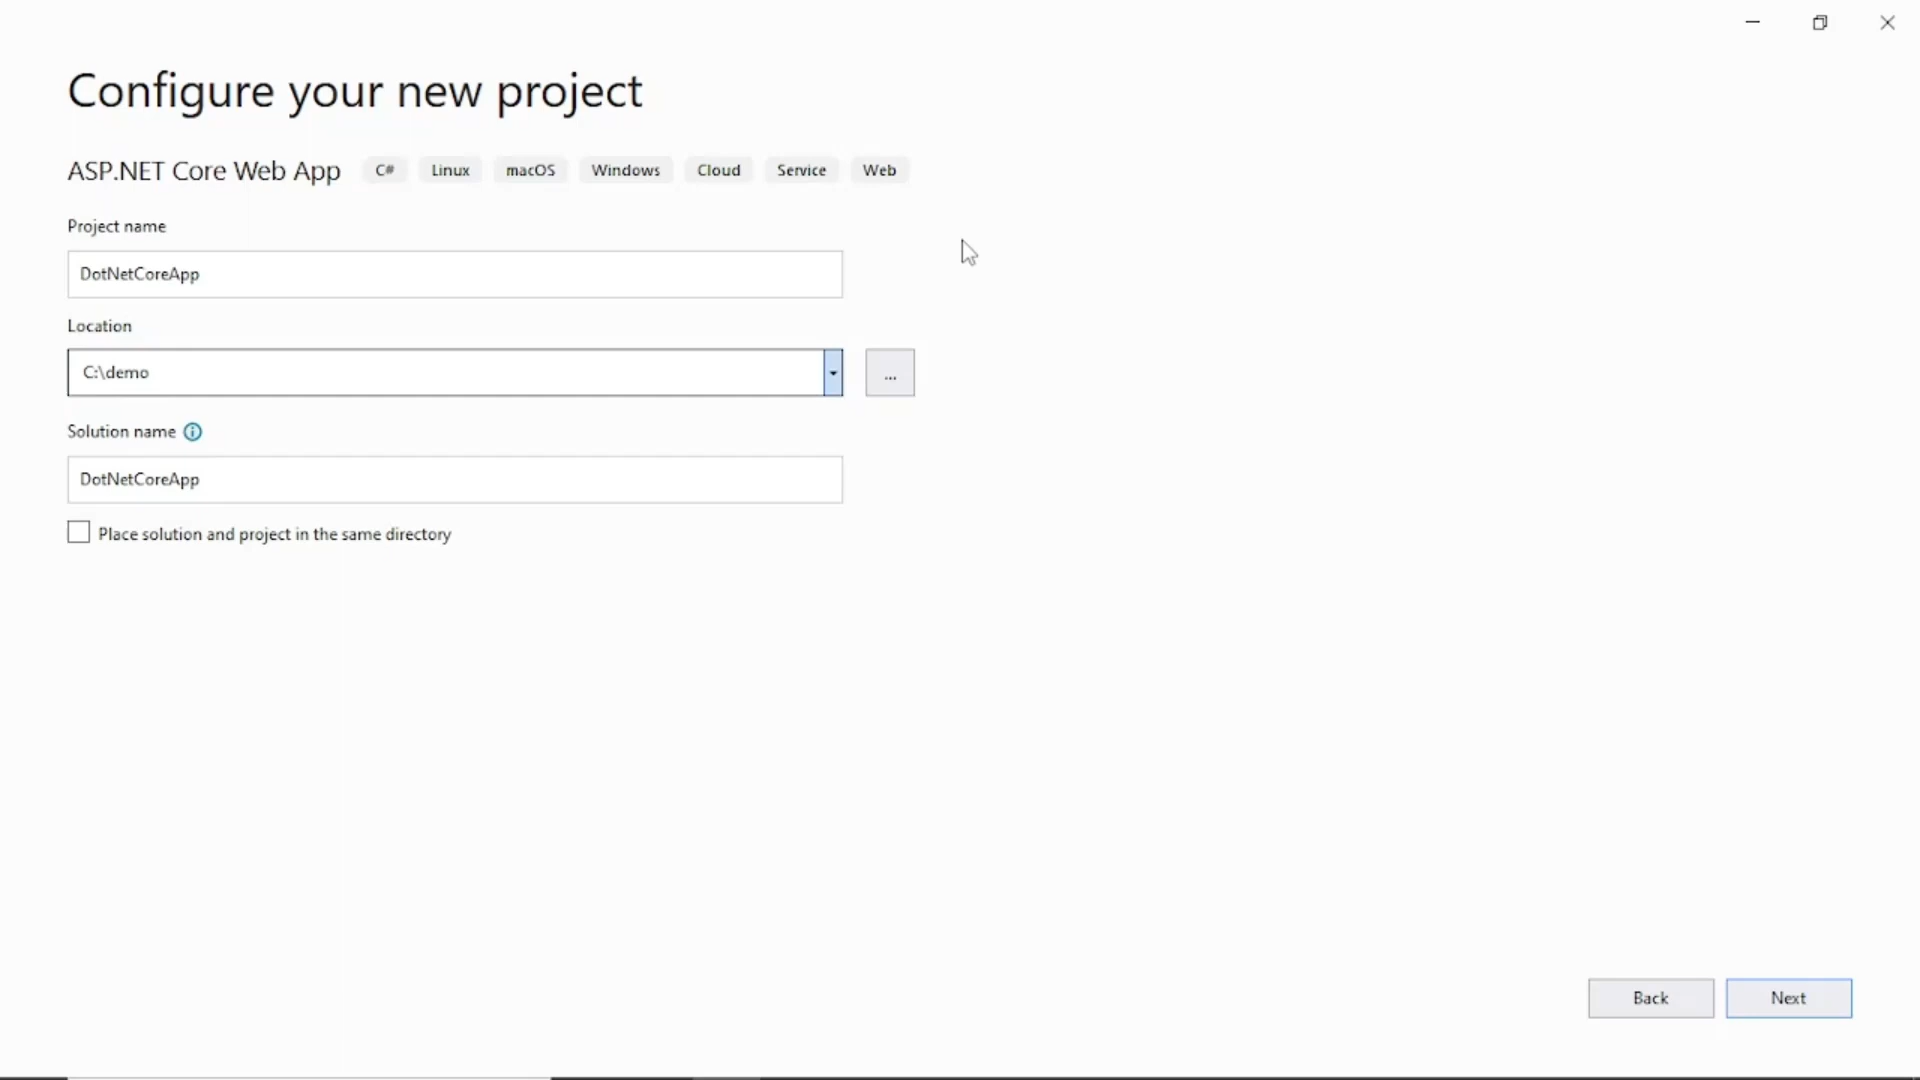 Configure your new project
ASP.NET Core Web App C# Linux macOS Windows Cloud Service Web
Project name
DotNetCoreApp
Location
C:\demo
...
Solution name
DotNetCoreApp
Place solution and project in the same directory
Back Next